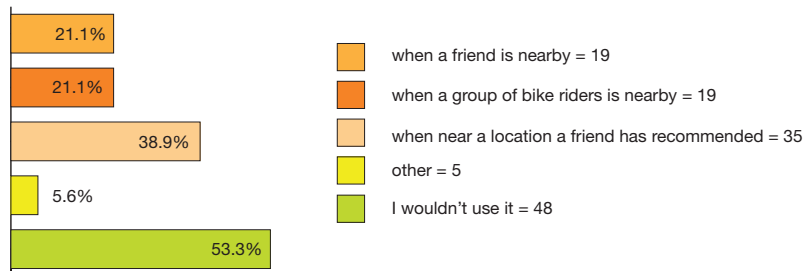 21.1%
when a friend is nearby = 19
21.1%
when a group of bike riders is nearby = 19
38.9%
when near a location a friend has recommended = 35
5.6%
other = 5
53.3%
I wouldn't use it = 48